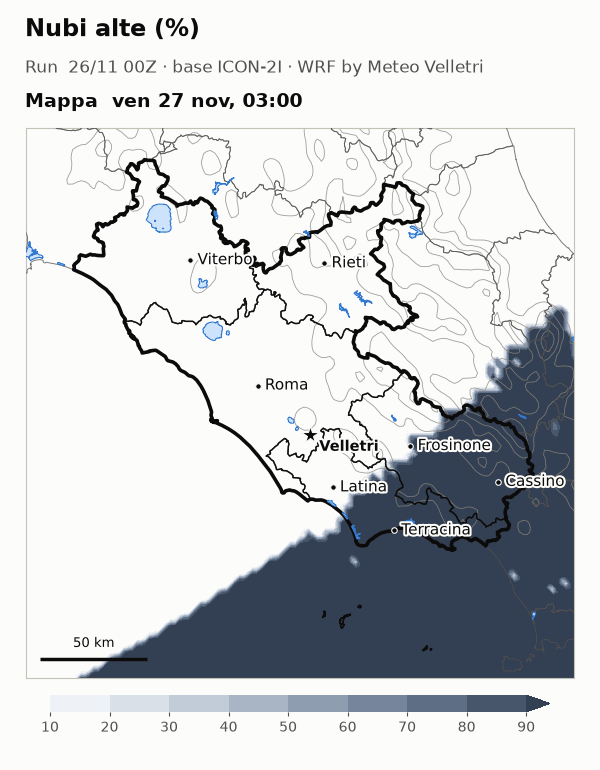 Nubi alte (%)
Run  26/11 00Z · base ICON-2I · WRF by Meteo Velletri
Mappa  ven 27 nov, 03:00
Viterbo
Rieti
Roma
Velletri
Frosinone
Latina
Cassino
Terracina
50 km
10 20 30 40 50 60 70 80 90